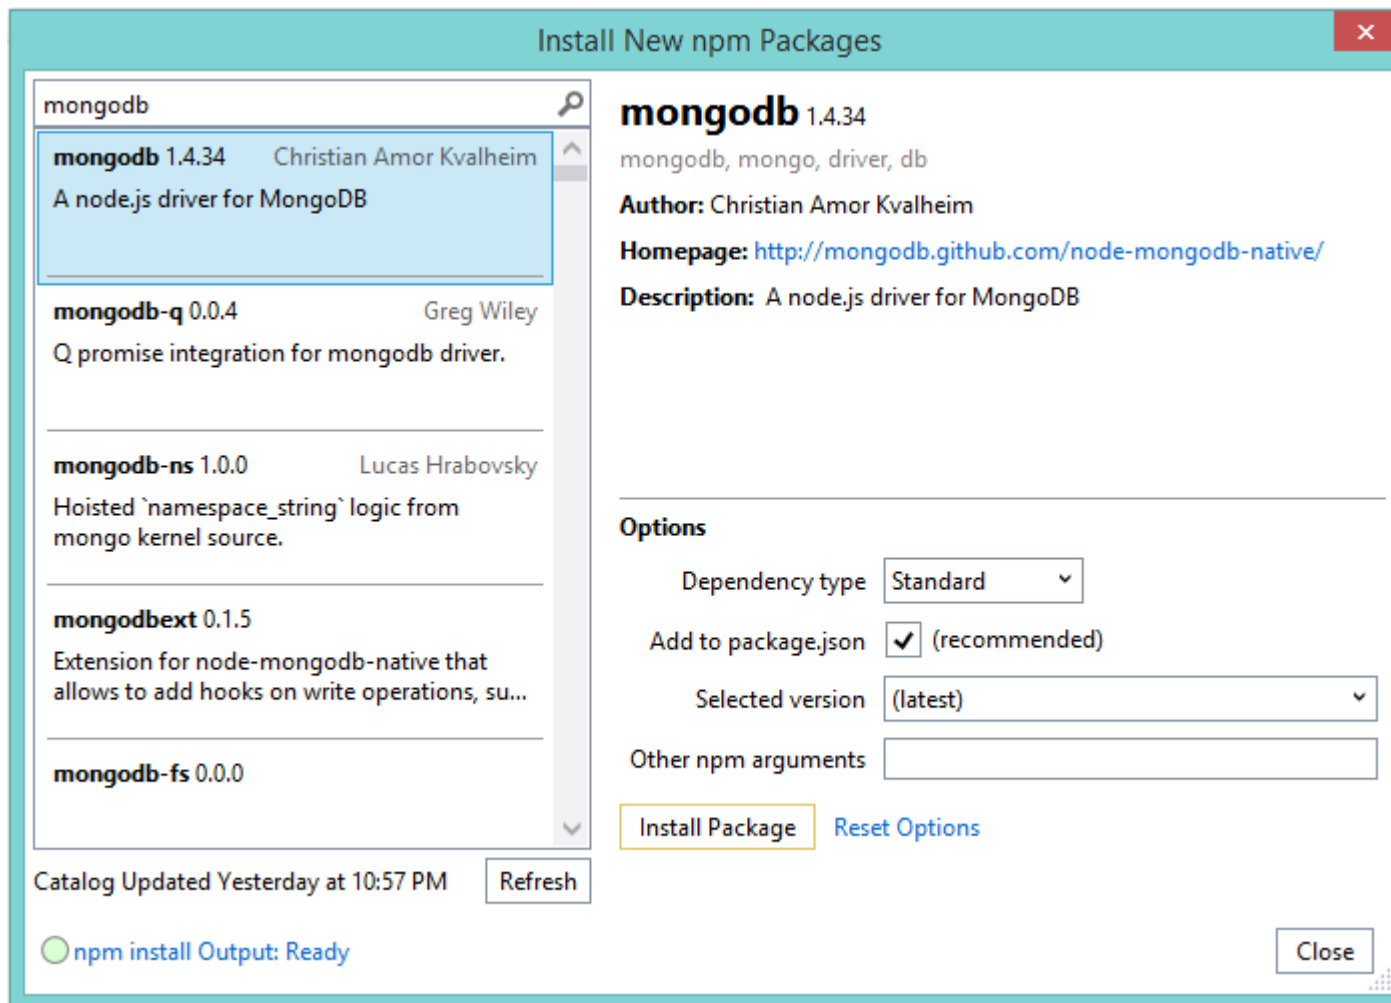 Install New npm Packages
mongodb
mongodb 1.4.34 Christian Amor Kvalheim
A node.js driver for MongoDB
mongodb-q 0.0.4 Greg Wiley
Q promise integration for mongodb driver.
mongodb-ns 1.0.0 Lucas Hrabovsky
Hoisted `namespace_string` logic from
mongo kernel source.
mongodbext 0.1.5
Extension for node-mongodb-native that
allows to add hooks on write operations, su...
mongodb-fs 0.0.0
Catalog Updated Yesterday at 10:57 PM
Refresh
mongodb 1.4.34
mongodb, mongo, driver, db
Author: Christian Amor Kvalheim
Homepage: http://mongodb.github.com/node-mongodb-native/
Description: A node.js driver for MongoDB
Options
Dependency type Standard
Add to package.json (recommended)
Selected version (latest)
Other npm arguments
Install Package Reset Options
npm install Output: Ready
Close